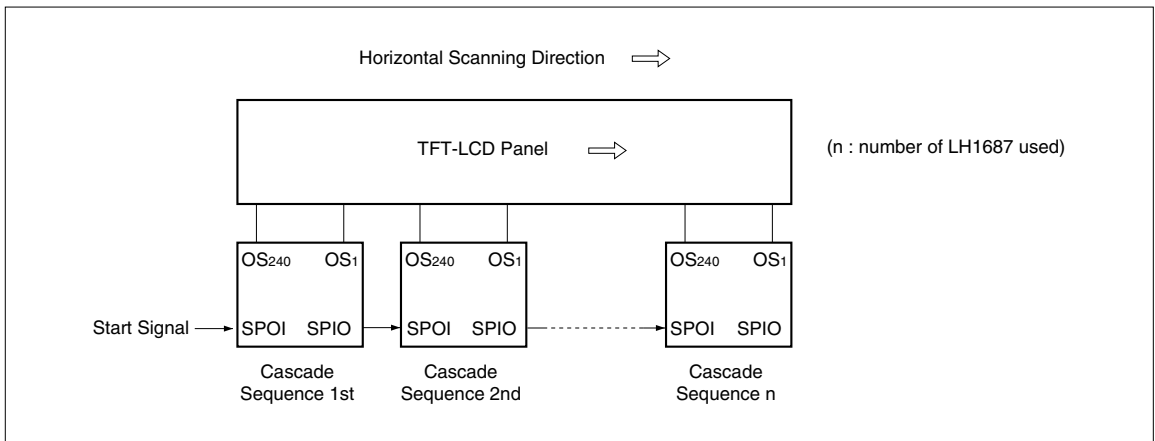 Horizontal Scanning Direction
TFT-LCD Panel
(n : number of LH1687 used)
OS240 OS1
OS240 OS1
OS240 OS1
Start Signal
SPOI SPIO
SPOI SPIO
SPOI SPIO
Cascade
Sequence 1st
Cascade
Sequence 2nd
Cascade
Sequence n